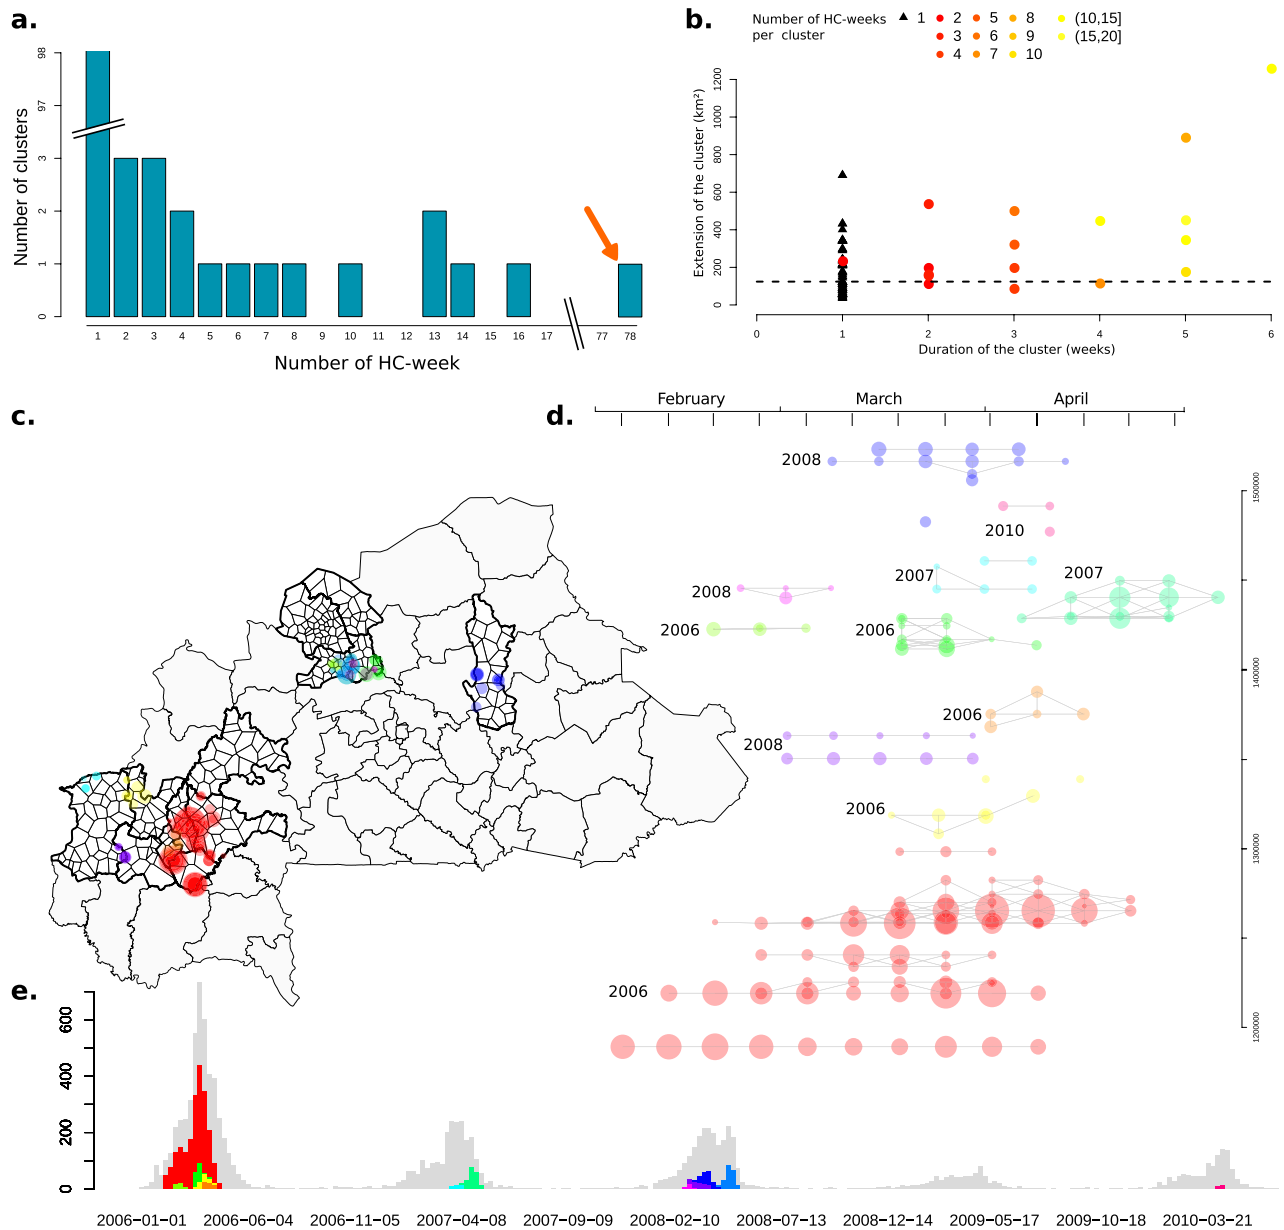 a.
Number of clusters
0 1 2 3 97 98
1 2 3 4 5 6 7 8 9 10 11 12 13 14 15 16 17 77 78
Number of HC-week
b.
Number of HC-weeks
per cluster
1 2 5 8 (10,15]
3 6 9 (15,20]
4 7 10
Extension of the cluster (km²)
0 200 400 600 800 1000 1200
0 1 2 3 4 5 6
Duration of the cluster (weeks)
c.
d.
February March April
2008
2010
2007
2007
2008
2006
2006
2006
2008
2006
2006
1500000
1400000
1300000
1200000
e.
0 200 400 600
2006-01-01 2006-06-04 2006-11-05 2007-04-08 2007-09-09 2008-02-10 2008-07-13 2008-12-14 2009-05-17 2009-10-18 2010-03-21